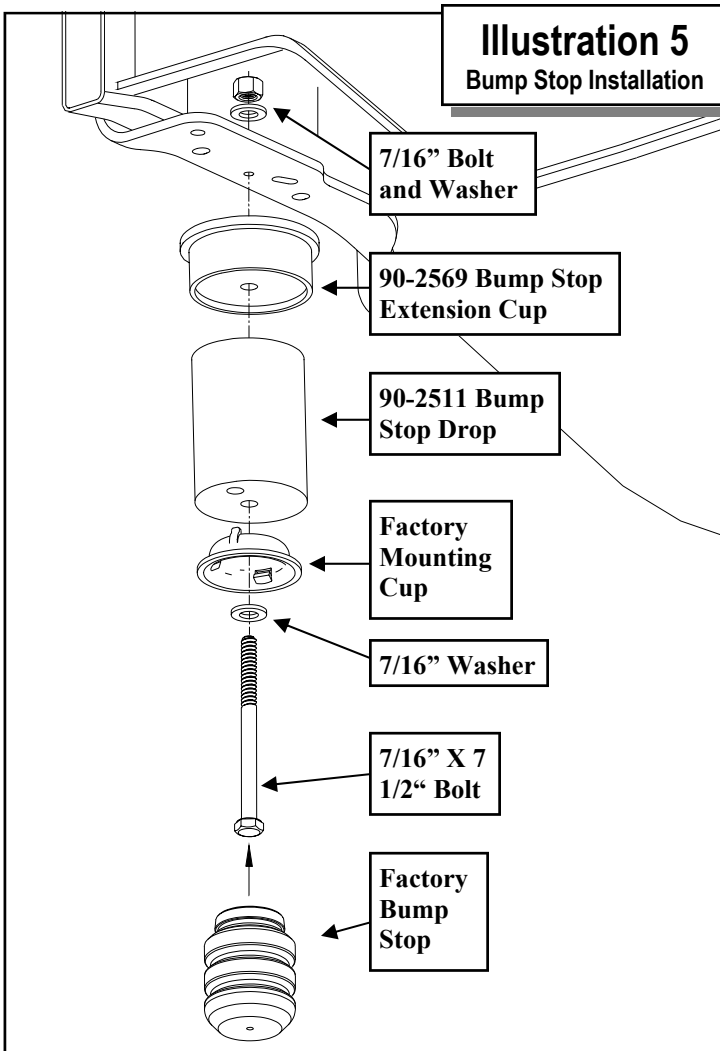 Illustration 5
Bump Stop Installation
7/16” Bolt
and Washer
90-2569 Bump Stop
Extension Cup
90-2511 Bump
Stop Drop
Factory
Mounting
Cup
7/16” Washer
7/16” X 7
1/2“ Bolt
Factory
Bump
Stop